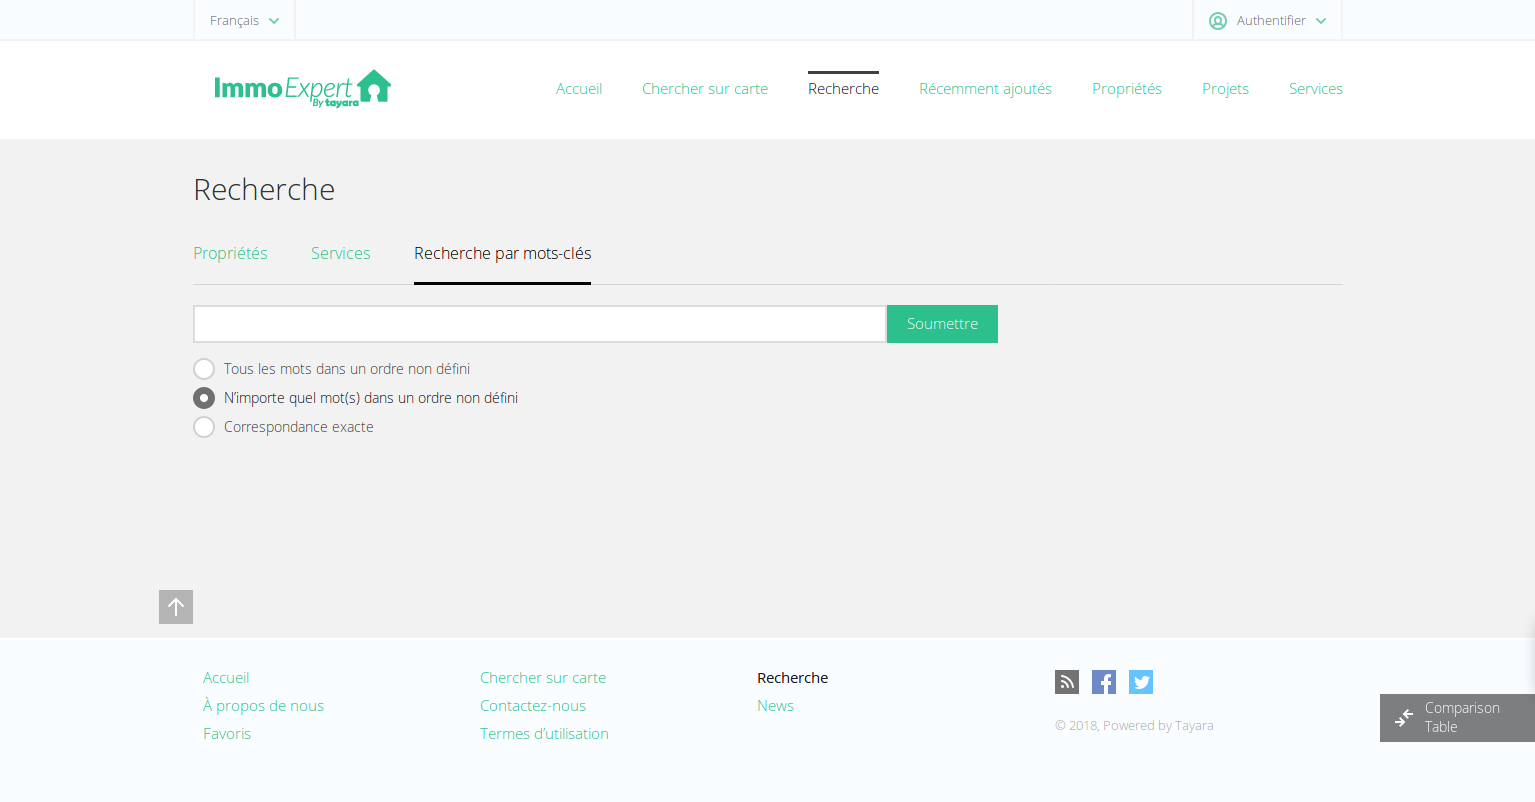 Français
Authentifier
ImmoExpert
By tayara
Accueil
Chercher sur carte
Recherche
Récemment ajoutés
Propriétés
Projets
Services
Recherche
Propriétés
Services
Recherche par mots-clés
Soumettre
Tous les mots dans un ordre non défini
N’importe quel mot(s) dans un ordre non défini
Correspondance exacte
Accueil
À propos de nous
Favoris
Chercher sur carte
Contactez-nous
Termes d’utilisation
Recherche
News
© 2018, Powered by Tayara
Comparison
Table